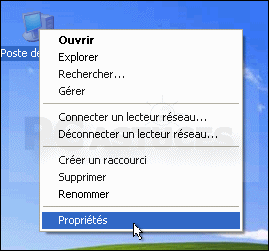 Poste de
Ouvrir
Explorer
Rechercher...
Gérer
Connecter un lecteur réseau...
Déconnecter un lecteur réseau...
Créer un raccourci
Supprimer
Renommer
Propriétés